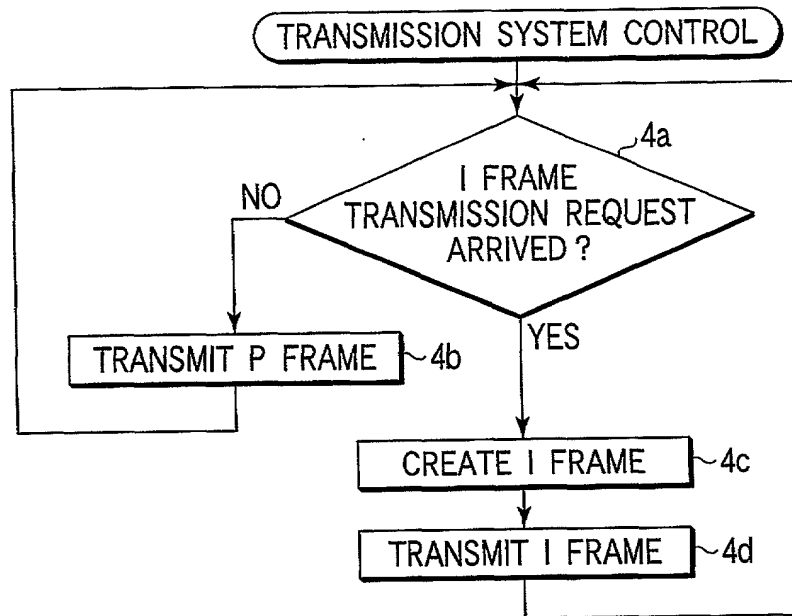 TRANSMISSION SYSTEM CONTROL
4a
I FRAME
TRANSMISSION REQUEST
ARRIVED?
NO
YES
TRANSMIT P FRAME
4b
CREATE I FRAME
4c
TRANSMIT I FRAME
4d